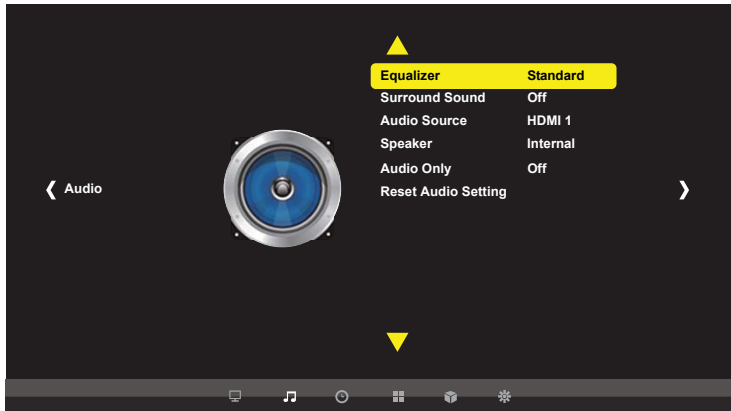 Equalizer Standard
Surround Sound Off
Audio Source HDMI 1
Speaker Internal
Audio Only Off
Audio
Reset Audio Setting